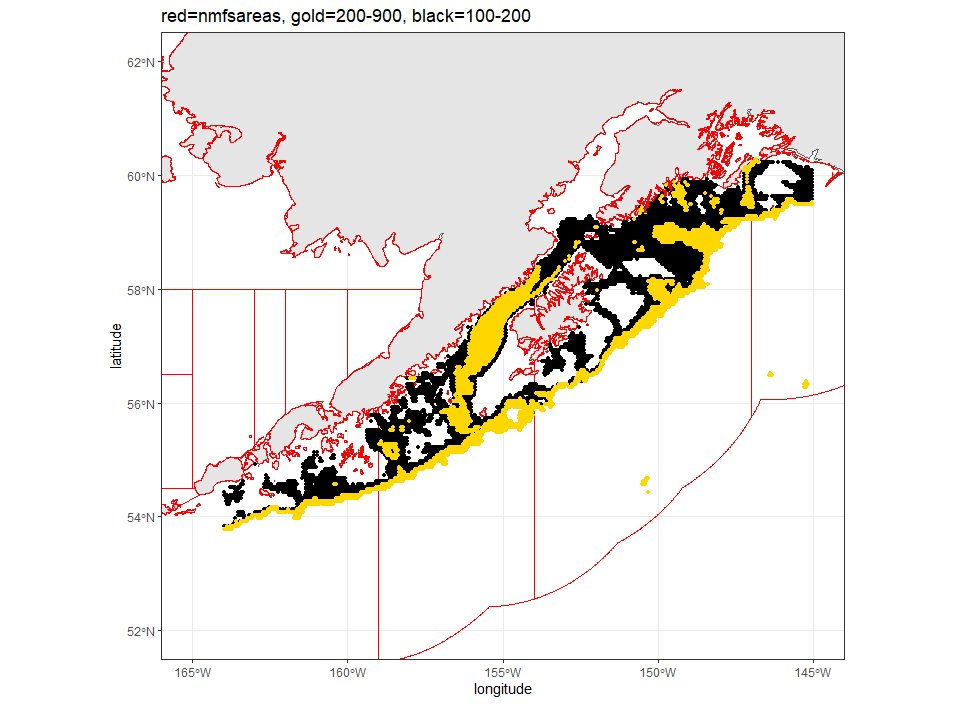 red=nmfsareas, gold=200-900, black=100-200
62°N
60°N
58°N
56°N
54°N
52°N
latitude
165°W
160°W
155°W
150°W
145°W
longitude